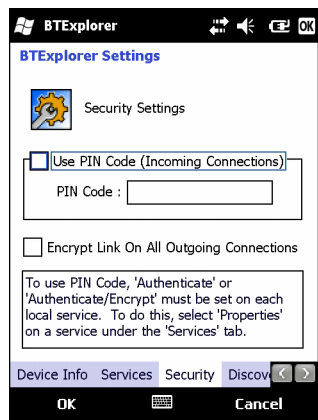 BTExplorer OK
BTExplorer Settings
Security Settings
Use PIN Code (Incoming Connections)
PIN Code :
Encrypt Link On All Outgoing Connections
To use PIN Code, 'Authenticate' or
'Authenticate/Encrypt' must be set on each
local service. To do this, select 'Properties'
on a service under the 'Services' tab.
Device Info Services Security Discov
OK Cancel